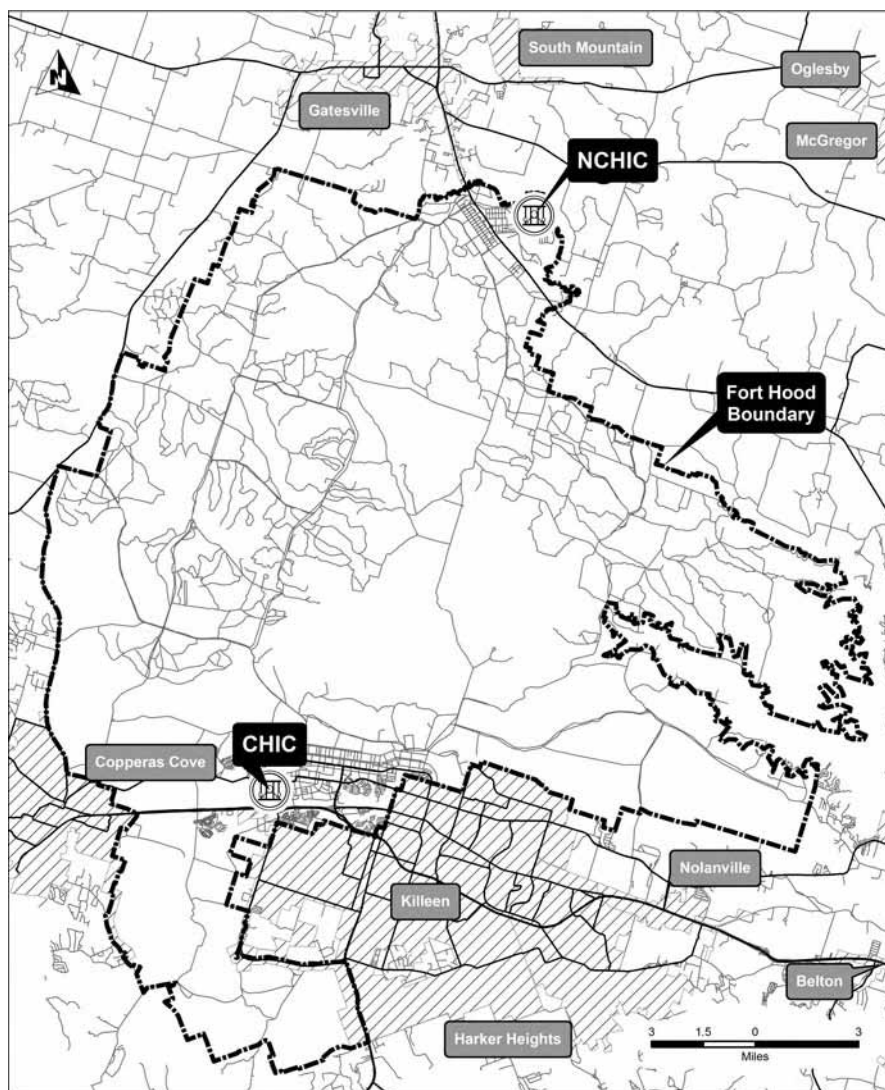 South Mountain
Oglesby
N
Gatesville
McGregor
NCHIC
Fort Hood
Boundary
CHIC
Copperas Cove
Nolanville
Killeen
Belton
Harker Heights
3 1.5 0 3
Miles